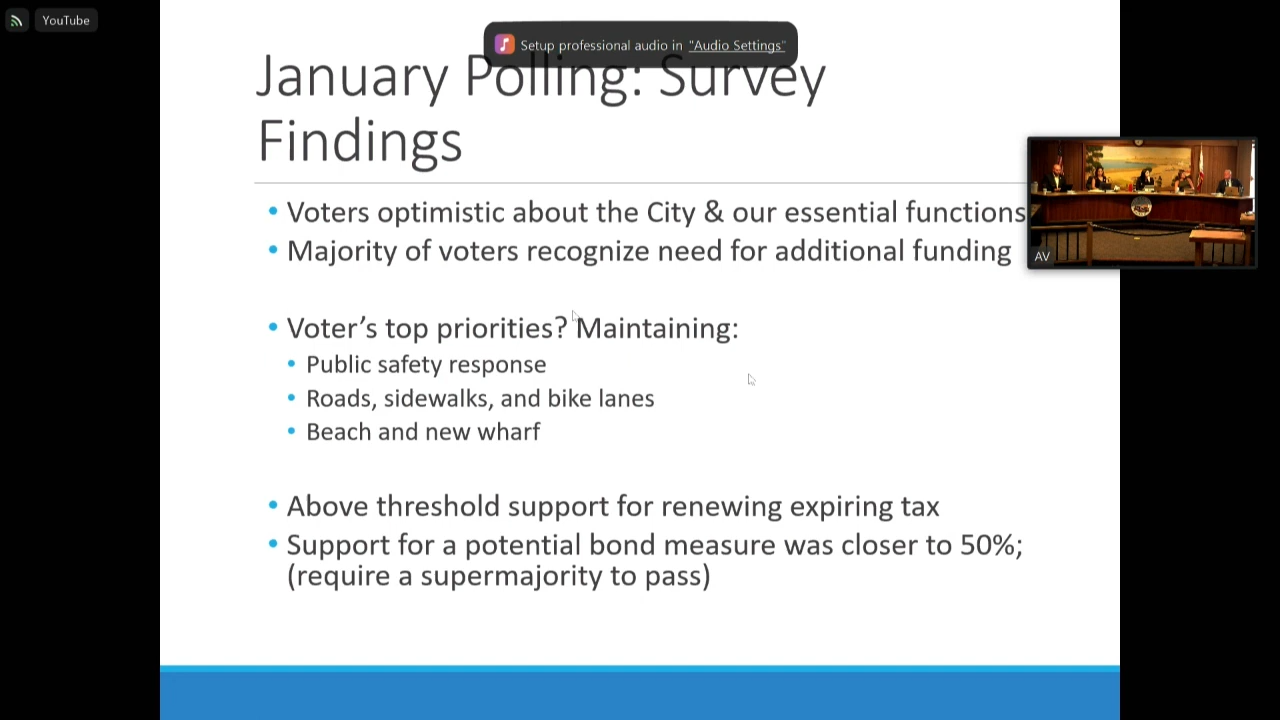 YouTube
Setup professional audio in "Audio Settings"
January Polling: Survey
Findings
• Voters optimistic about the City & our essential functions
• Majority of voters recognize need for additional funding
• Voter’s top priorities? Maintaining:
• Public safety response
• Roads, sidewalks, and bike lanes
• Beach and new wharf
• Above threshold support for renewing expiring tax
• Support for a potential bond measure was closer to 50%;
(require a supermajority to pass)
AV